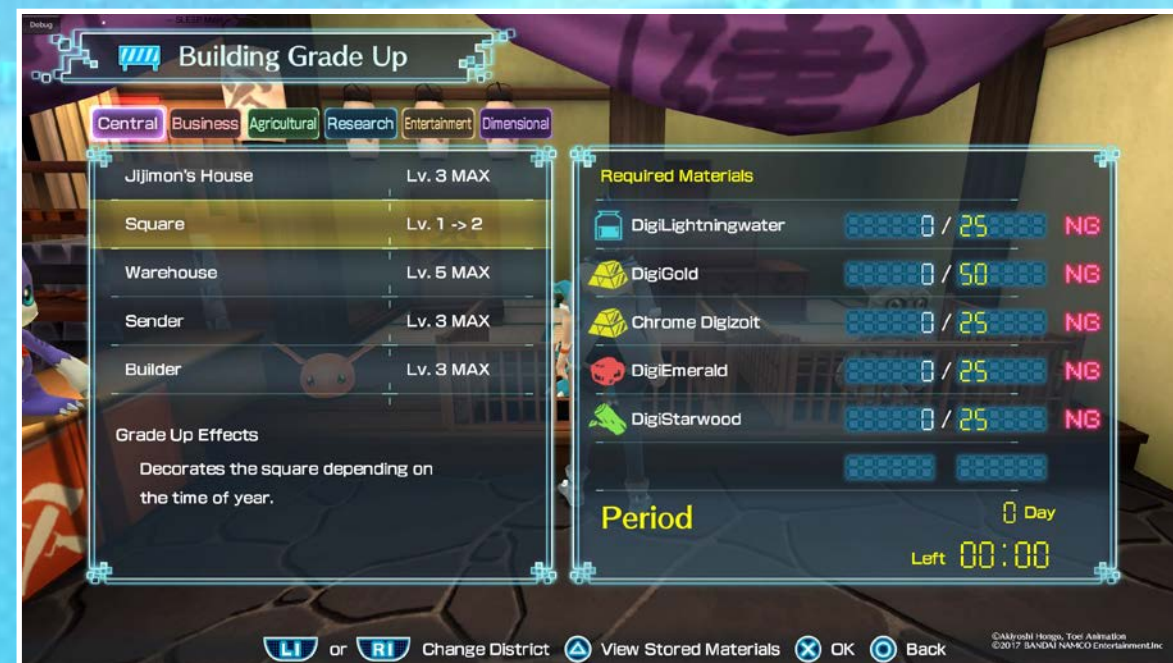 Debug
Building Grade Up
Central Business Agricultural Research Entertainment Dimensional
Jijimon's House Lv. 3 MAX
Square Lv. 1 -> 2
Warehouse Lv. 5 MAX
Sender Lv. 3 MAX
Builder Lv. 3 MAX
Grade Up Effects
Decorates the square depending on
the time of year.
Required Materials
DigiLightningwater 0 / 25 NG
DigiGold 0 / 50 NG
Chrome Digizoit 0 / 25 NG
DigiEmerald 0 / 25 NG
DigiStarwood 0 / 25 NG
Period 0 Day
Left 00:00
L1 or R1 Change District View Stored Materials OK Back
©Akiyoshi Hongo, Toei Animation
©2017 BANDAI NAMCO Entertainment Inc.